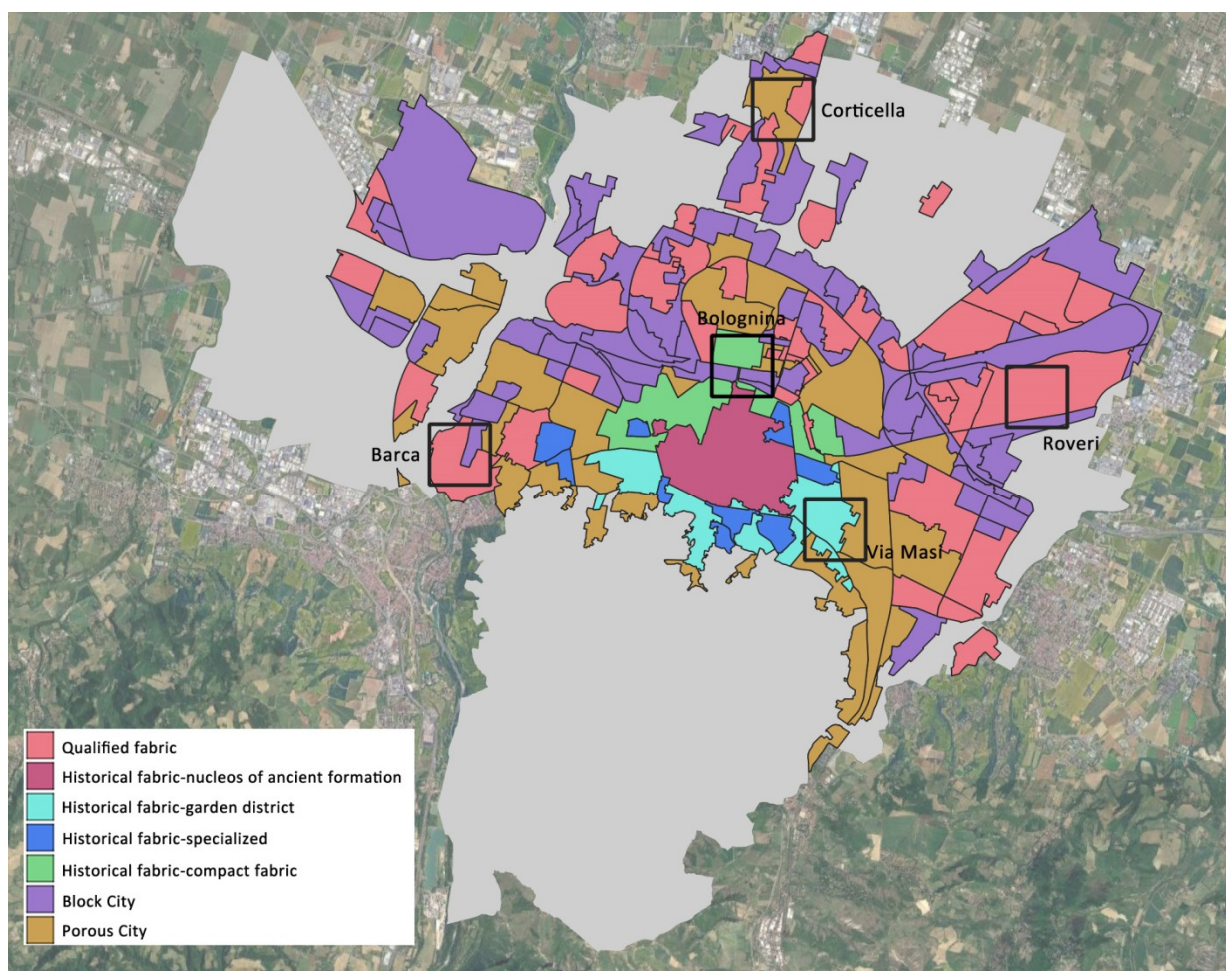 Corticella
Bolognina
Barca
Roveri
Via Masi
Qualified fabric
Historical fabric-nucleos of ancient formation
Historical fabric-garden district
Historical fabric-specialized
Historical fabric-compact fabric
Block City
Porous City